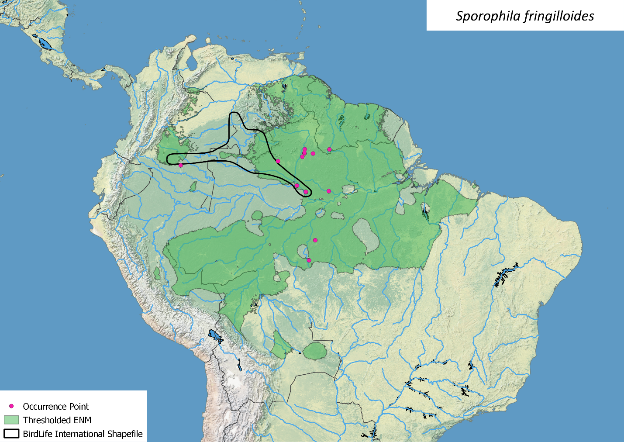 Sporophila fringilloides
Occurrence Point
Thresholded ENM
BirdLife International Shapefile